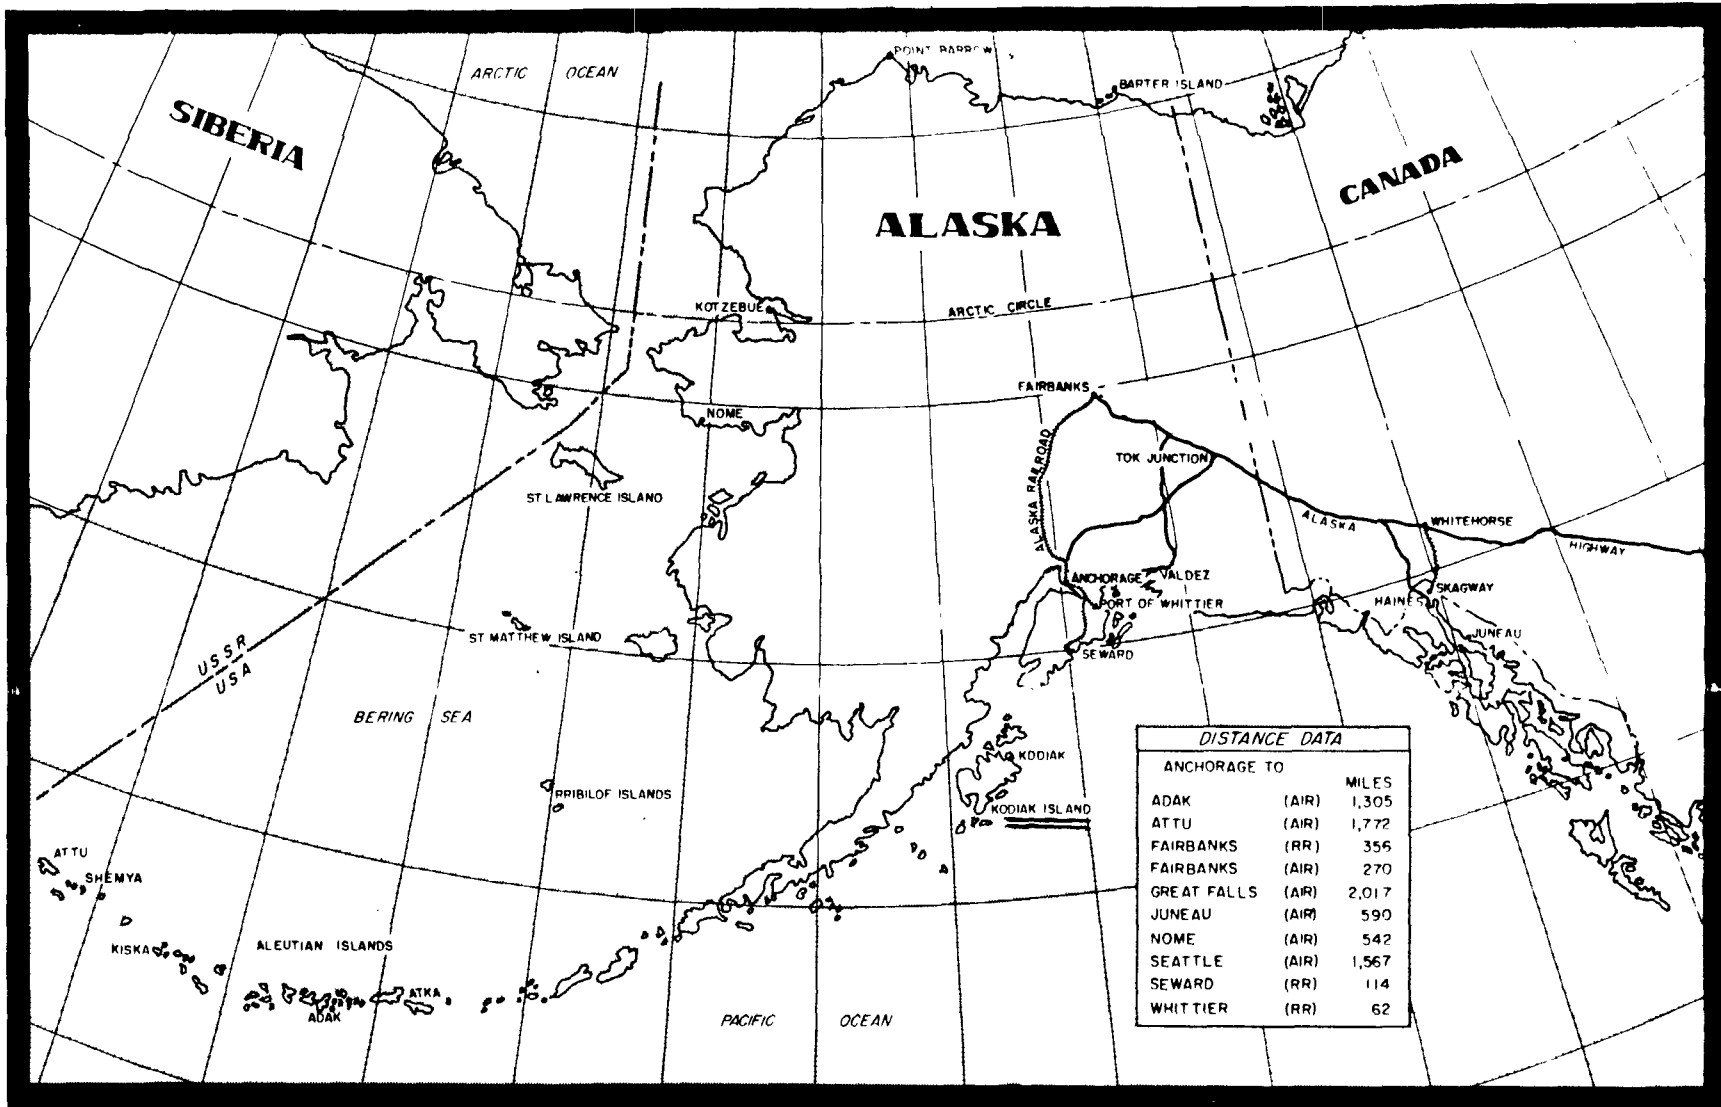 ARCTIC OCEAN
POINT BARROW
BARTER ISLAND
SIBERIA
CANADA
ALASKA
KOTZEBUE
ARCTIC CIRCLE
FAIRBANKS
NOME
ALASKA RAILROAD
TOK JUNCTION
ST LAWRENCE ISLAND
ALASKA
WHITEHORSE
HIGHWAY
ANCHORAGE
VALDEZ
SKAGWAY
PORT OF WHITTIER
HAINES
ST MATTHEW ISLAND
JUNEAU
SEWARD
USSR
USA
BERING SEA
KODIAK
RRIBILOF ISLANDS
KODIAK ISLAND
ATTU
SHEMYA
KISKA
ALEUTIAN ISLANDS
ATKA
ADAK
PACIFIC OCEAN
DISTANCE DATA
ANCHORAGE TO
MILES
ADAK (AIR) 1,305
ATTU (AIR) 1,772
FAIRBANKS (RR) 356
FAIRBANKS (AIR) 270
GREAT FALLS (AIR) 2,017
JUNEAU (AIR) 590
NOME (AIR) 542
SEATTLE (AIR) 1,567
SEWARD (RR) 114
WHITTIER (RR) 62